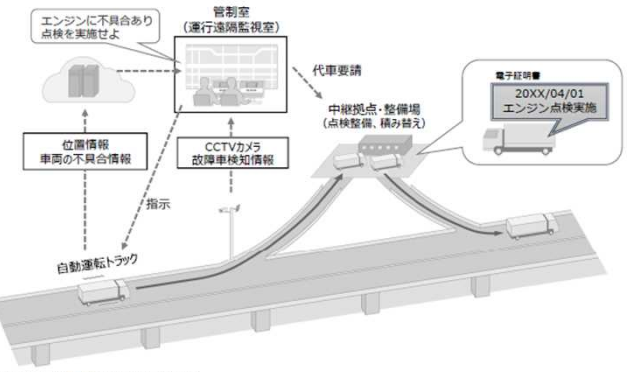 エンジンに不具合あり
点検を実施せよ
管制室
(運行遠隔監視室)
代車要請
電子証明書
20XX/04/01
エンジン点検実施
中継拠点・整備場
(点検整備、積み替え)
位置情報
車両の不具合情報
CCTVカメラ
故障車検知情報
指示
自動運転トラック